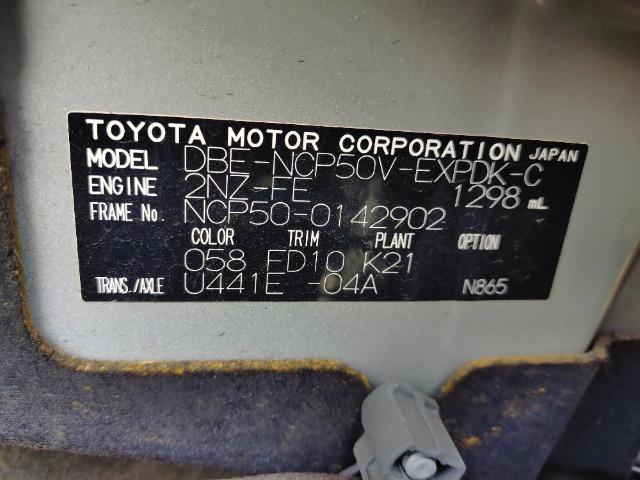 TOYOTA MOTOR CORPORATION JAPAN
MODEL DBE-NCP50V-EXPDK-C
ENGINE 2NZ-FE 1298 mL
FRAME No. NCP50-0142902
COLOR TRIM PLANT OPTION
058 FD10 K21
TRANS./AXLE U441E -04A N865